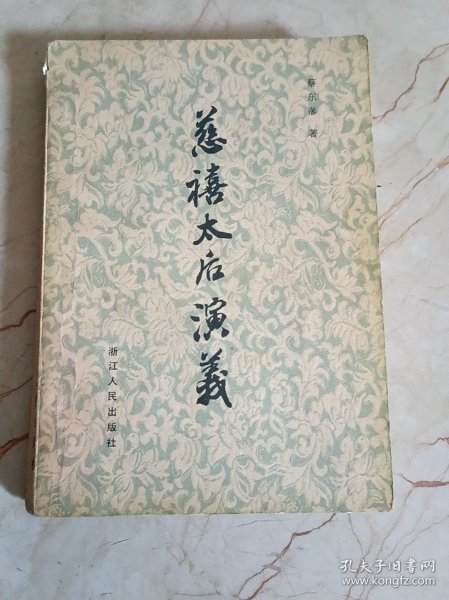 蔡东藩 著
慈禧太后演義
浙江人民出版社
孔夫子旧书网
www.kongfz.com